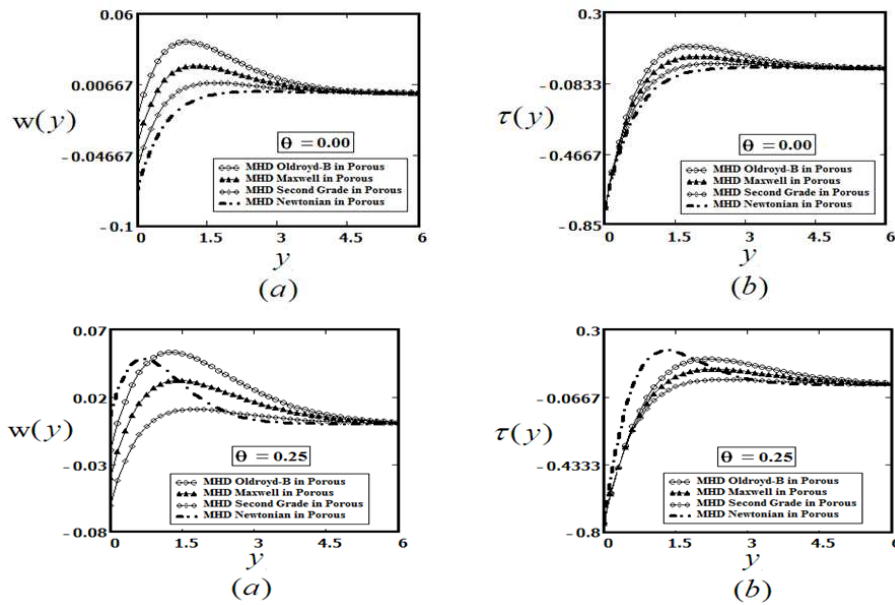 0.06
0.00667
-0.04667
-0.1
w(y)
Θ = 0.00
MHD Oldroyd-B in Porous
MHD Maxwell in Porous
MHD Second Grade in Porous
MHD Newtonian in Porous
0 1.5 3 4.5 6
y
(a)
0.3
-0.0833
-0.4667
-0.85
τ(y)
Θ = 0.00
MHD Oldroyd-B in Porous
MHD Maxwell in Porous
MHD Second Grade in Porous
MHD Newtonian in Porous
0 1.5 3 4.5 6
y
(b)
0.07
0.02
-0.03
-0.08
w(y)
Θ = 0.25
MHD Oldroyd-B in Porous
MHD Maxwell in Porous
MHD Second Grade in Porous
MHD Newtonian in Porous
0 1.5 3 4.5 6
y
(a)
0.3
-0.0667
-0.4333
-0.8
τ(y)
Θ = 0.25
MHD Oldroyd-B in Porous
MHD Maxwell in Porous
MHD Second Grade in Porous
MHD Newtonian in Porous
0 1.5 3 4.5 6
y
(b)